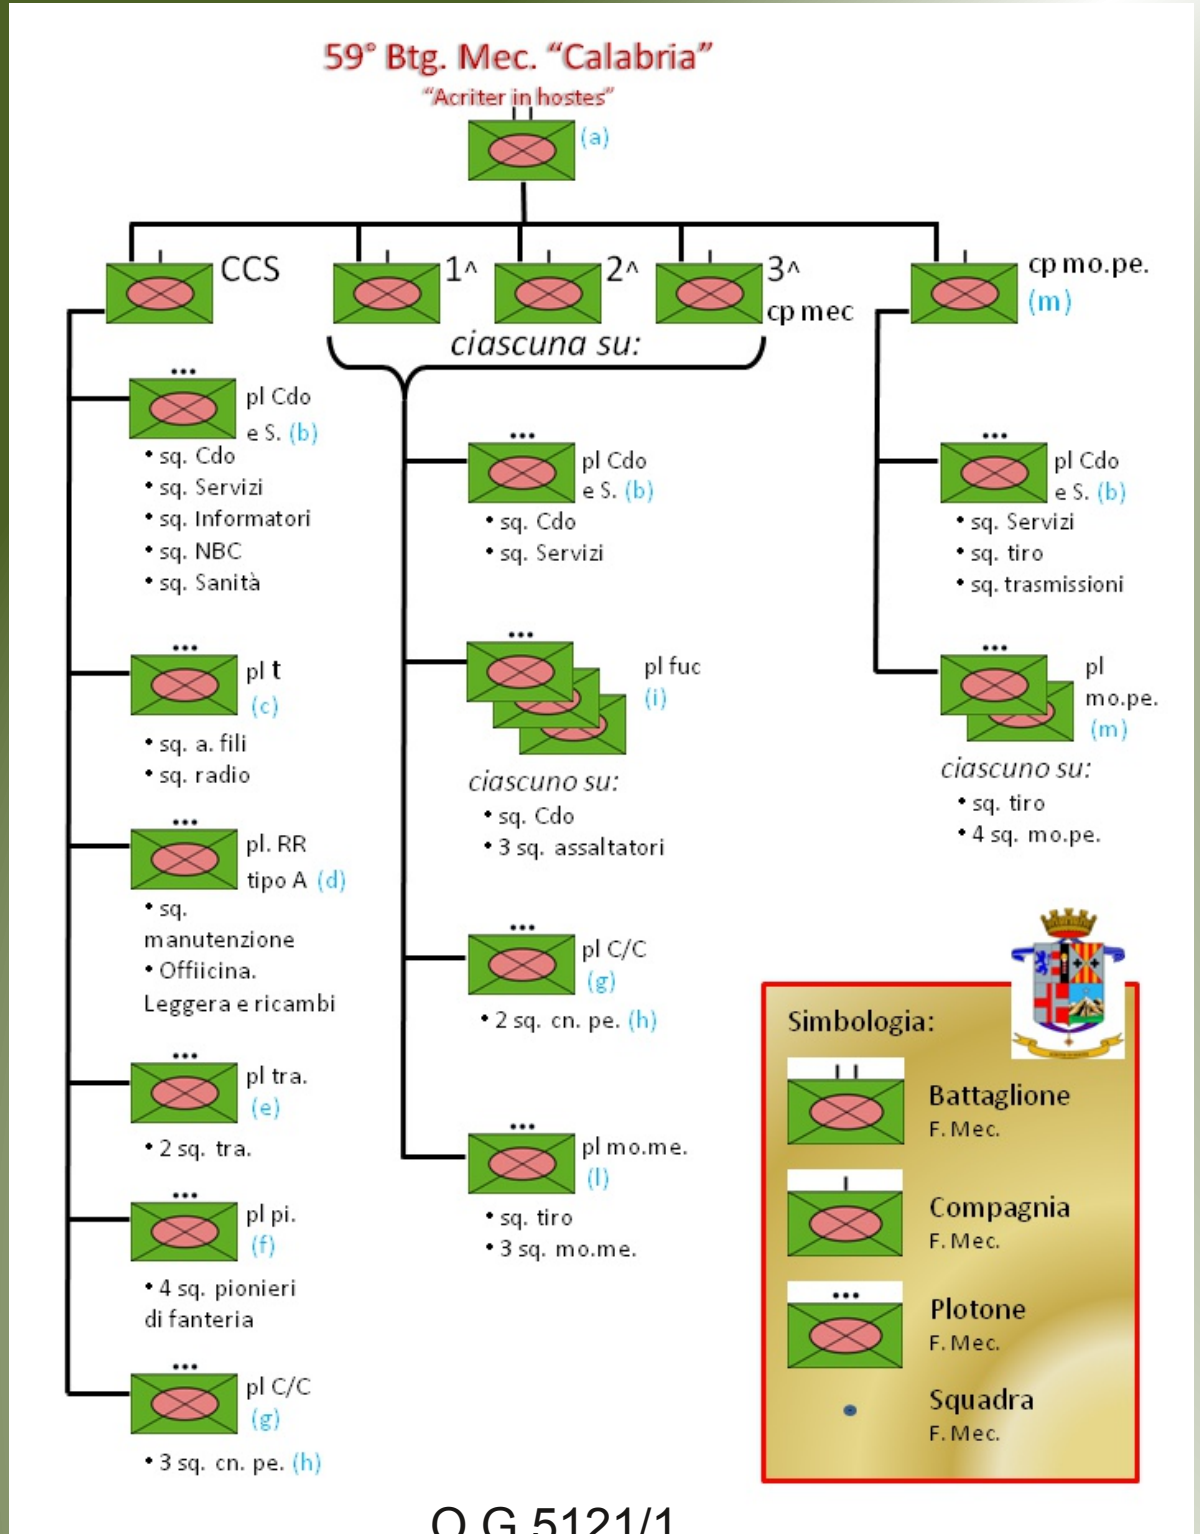 59° Btg. Mec. “Calabria”
“Acriter in hostes”
(a)
CCS
1^
2^
3^
cp mec
cp mo.pe.
(m)
ciascuna su:
pl Cdo
e S. (b)
• sq. Cdo
• sq. Servizi
• sq. Informatori
• sq. NBC
• sq. Sanità
pl t
(c)
• sq. a. fili
• sq. radio
pl. RR
tipo A (d)
• sq.
manutenzione
• Offiicina.
Leggera e ricambi
pl tra.
(e)
• 2 sq. tra.
pl pi.
(f)
• 4 sq. pionieri
di fanteria
pl C/C
(g)
• 3 sq. cn. pe. (h)
pl Cdo
e S. (b)
• sq. Cdo
• sq. Servizi
pl fuc
(i)
ciascuno su:
• sq. Cdo
• 3 sq. assaltatori
pl C/C
(g)
• 2 sq. cn. pe. (h)
pl mo.me.
(l)
• sq. tiro
• 3 sq. mo.me.
pl Cdo
e S. (b)
• sq. Servizi
• sq. tiro
• sq. trasmissioni
pl
mo.pe.
(m)
ciascuno su:
• sq. tiro
• 4 sq. mo.pe.
Simbologia:
Battaglione
F. Mec.
Compagnia
F. Mec.
Plotone
F. Mec.
Squadra
F. Mec.
O.G.5121/1